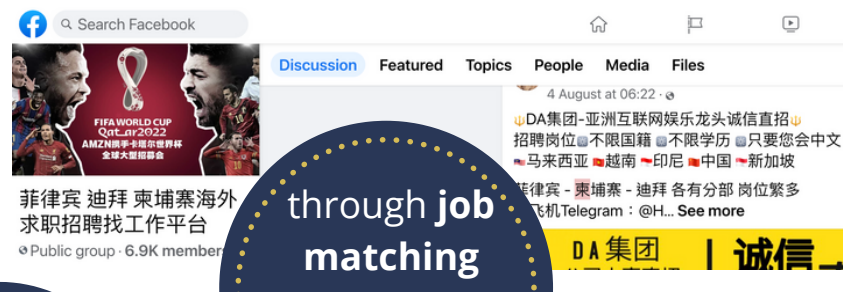 Search Facebook
FIFA WORLD CUP
Qat_ar2022
AMZN携手卡塔尔世界杯
全球大型招募会
菲律宾 迪拜 柬埔寨海外
求职招聘找工作平台
Public group · 6.9K member
Discussion Featured Topics People Media Files
4 August at 06:22
DA集团-亚洲互联网娱乐龙头诚信直招
招聘岗位 不限国籍 不限学历 只要您会中文
马来西亚 越南 印尼 中国 新加坡
律宾 - 柬埔寨 - 迪拜 各有分部 岗位繁多
飞机Telegram：@H... See more
DA集团
诚信
through job
matching